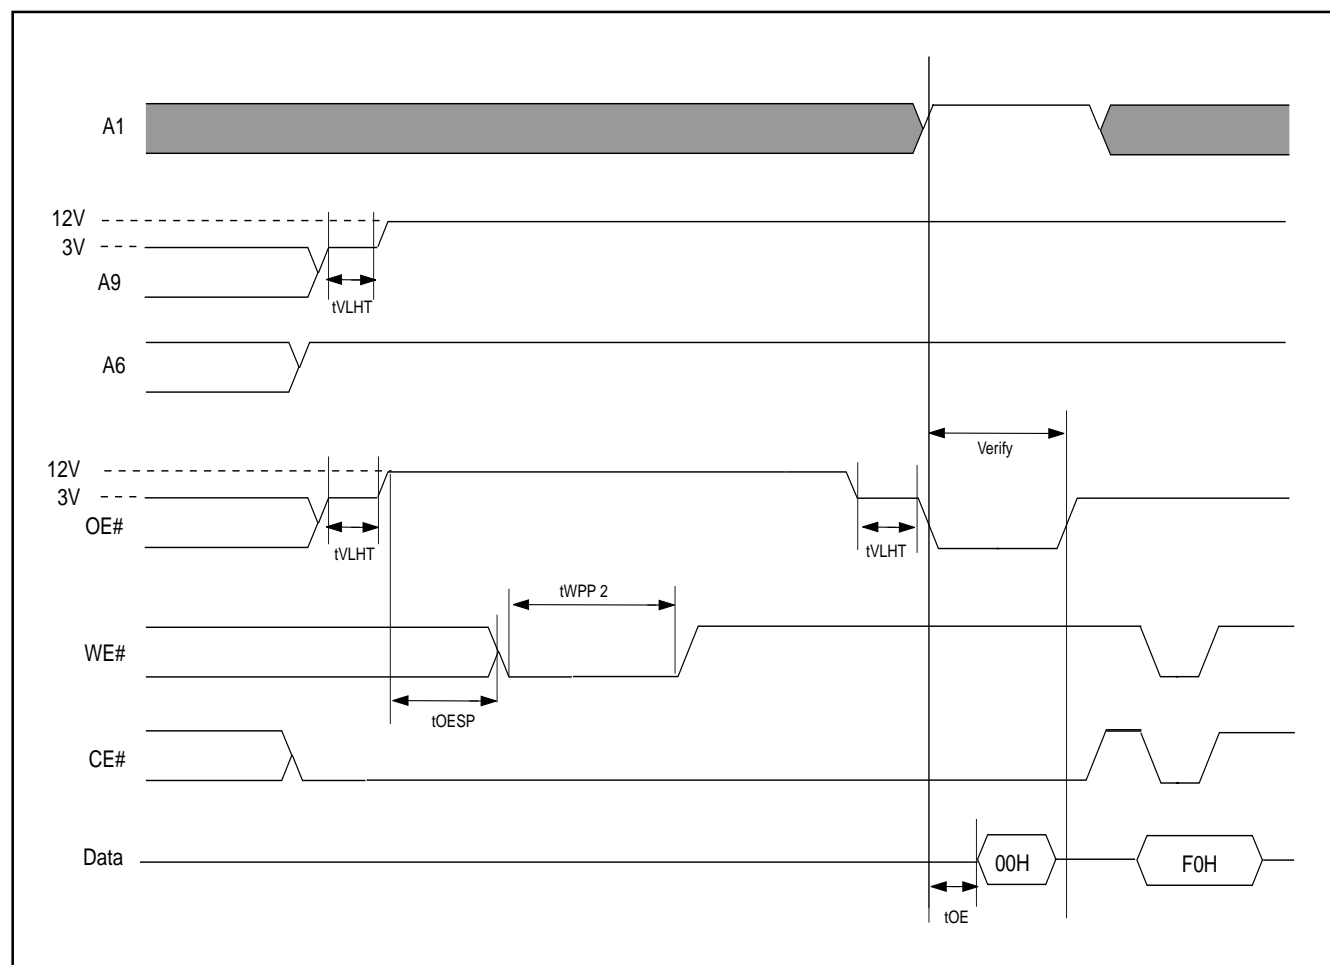 A1
12V
3V
A9
tVLHT
A6
Verify
12V
3V
OE#
tVLHT
tVLHT
tWPP 2
WE#
tOESP
CE#
Data
00H
F0H
tOE